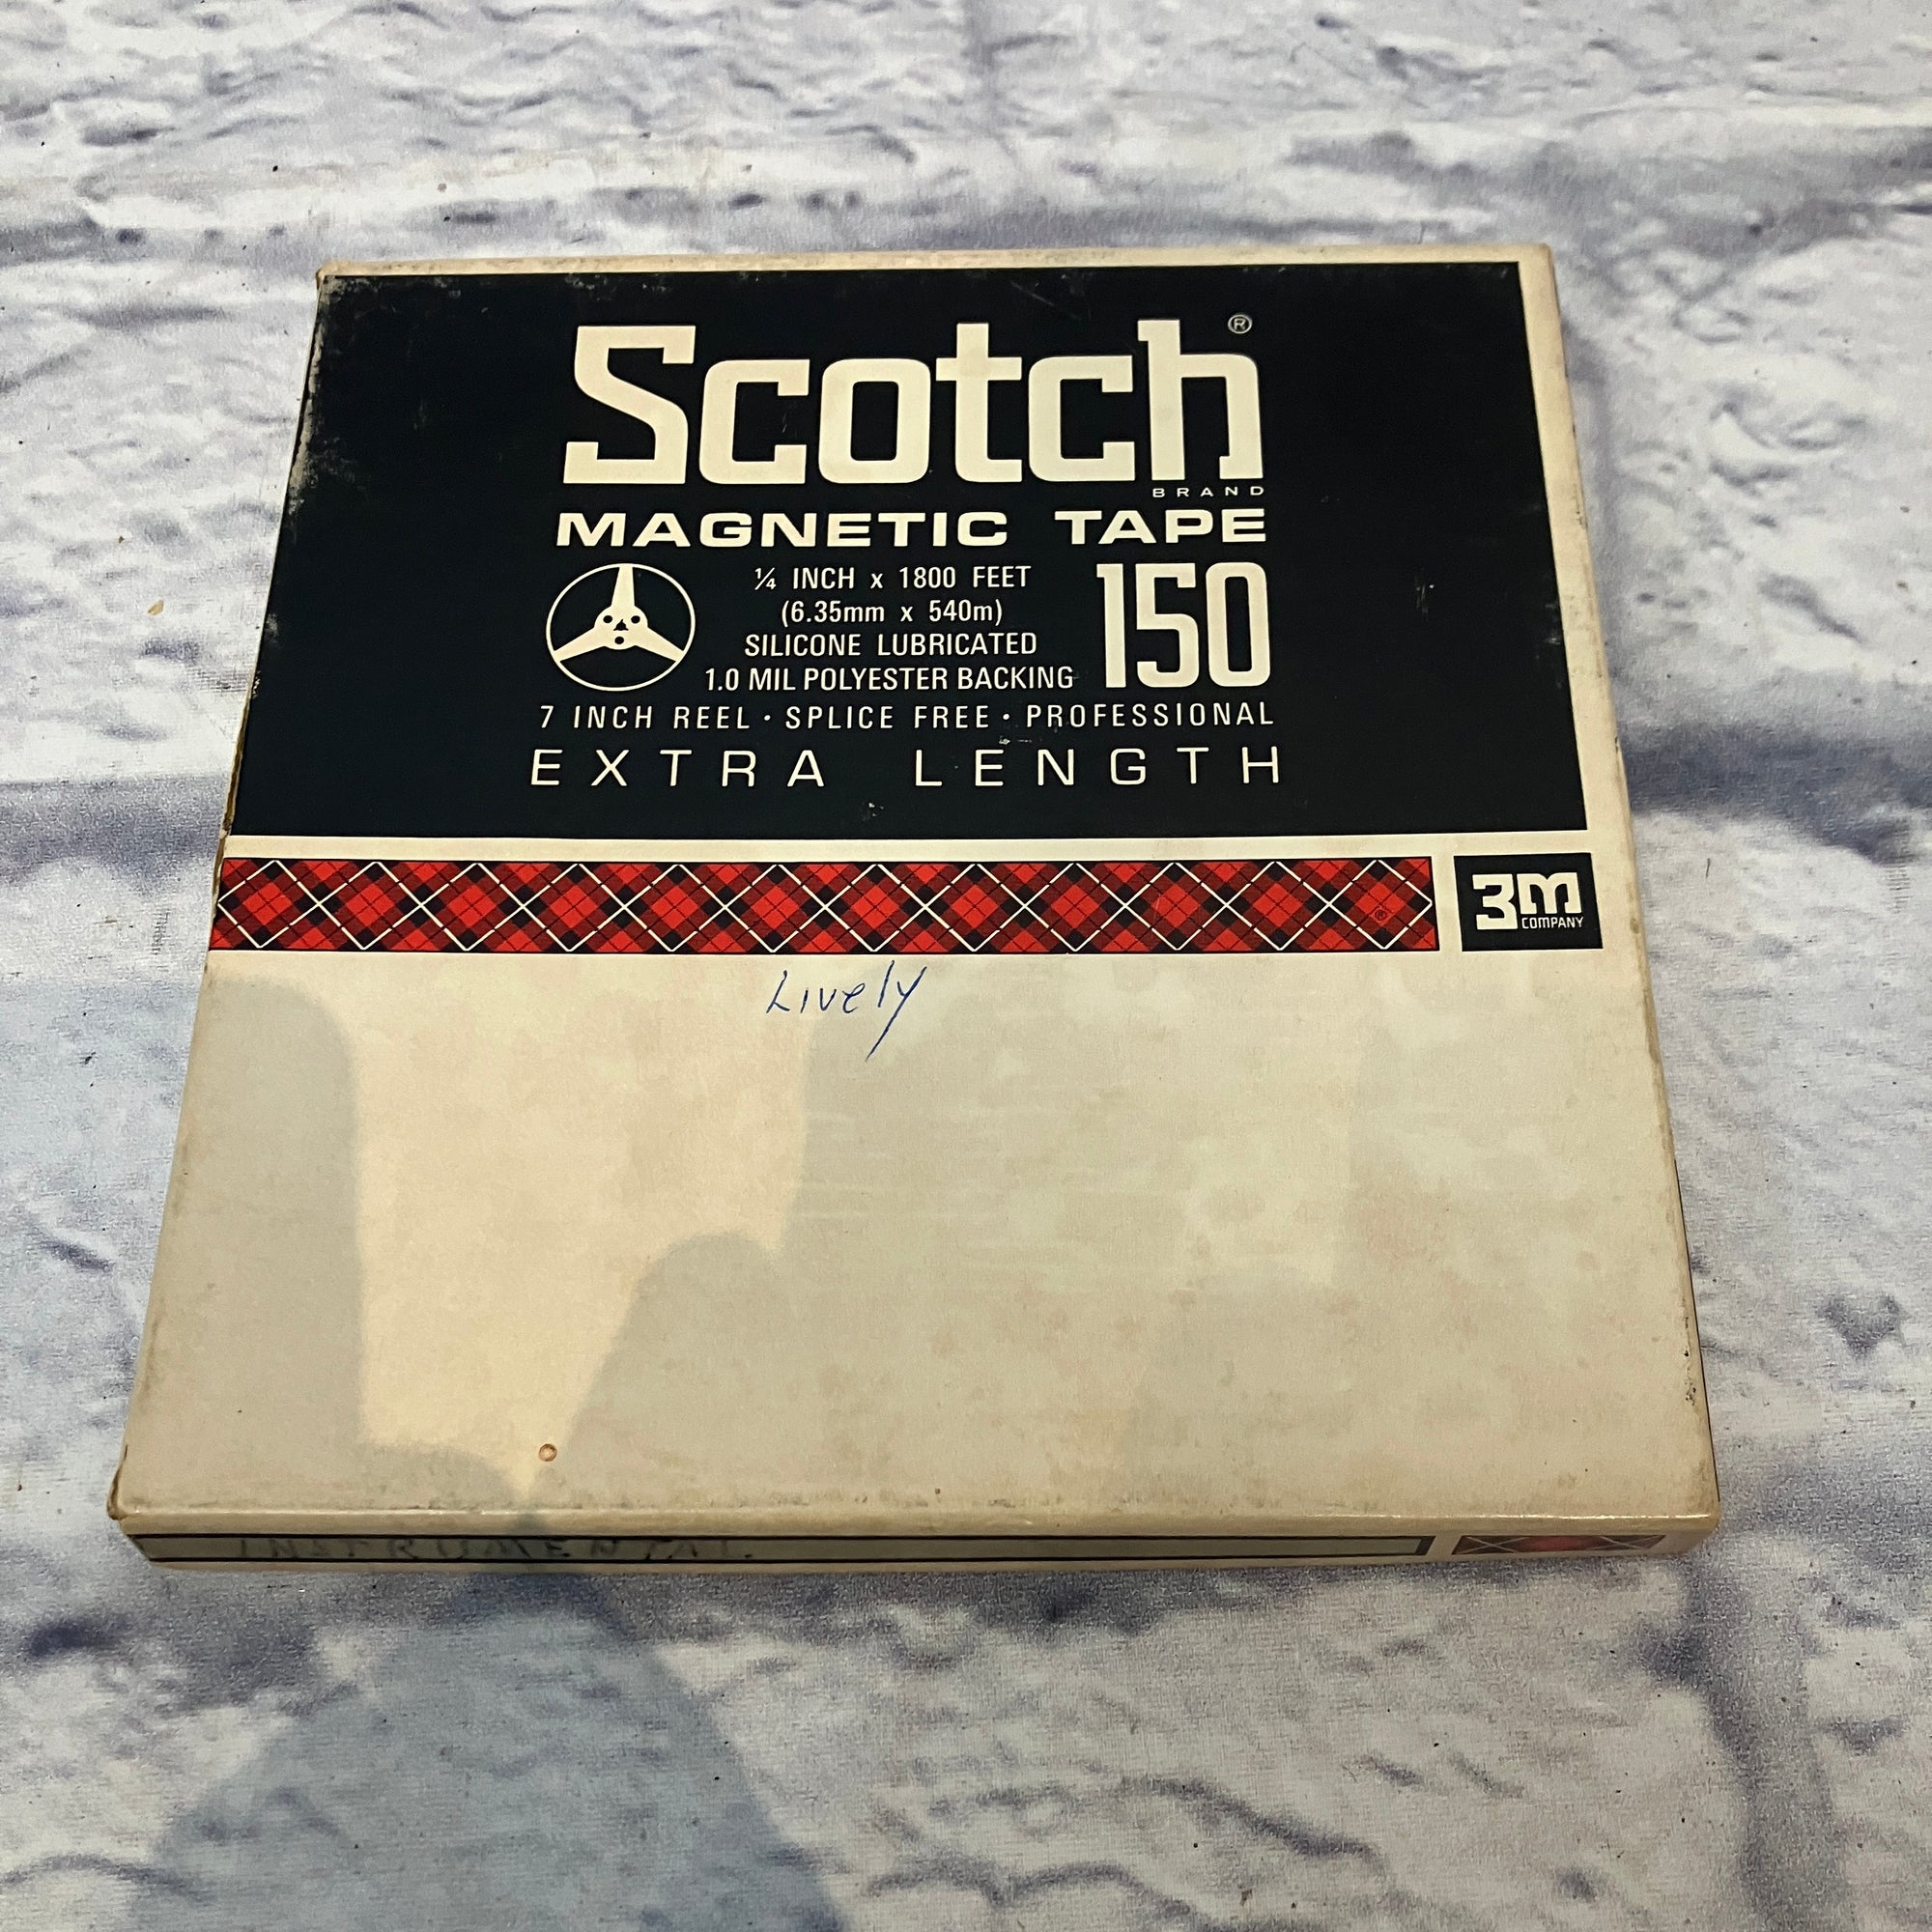 Scotch®
BRAND
MAGNETIC TAPE
¼ INCH x 1800 FEET
(6.35mm x 540m)
SILICONE LUBRICATED
1.0 MIL POLYESTER BACKING
150
7 INCH REEL · SPLICE FREE · PROFESSIONAL
EXTRA LENGTH
3M
COMPANY
Lively
INSTRUMENTAL